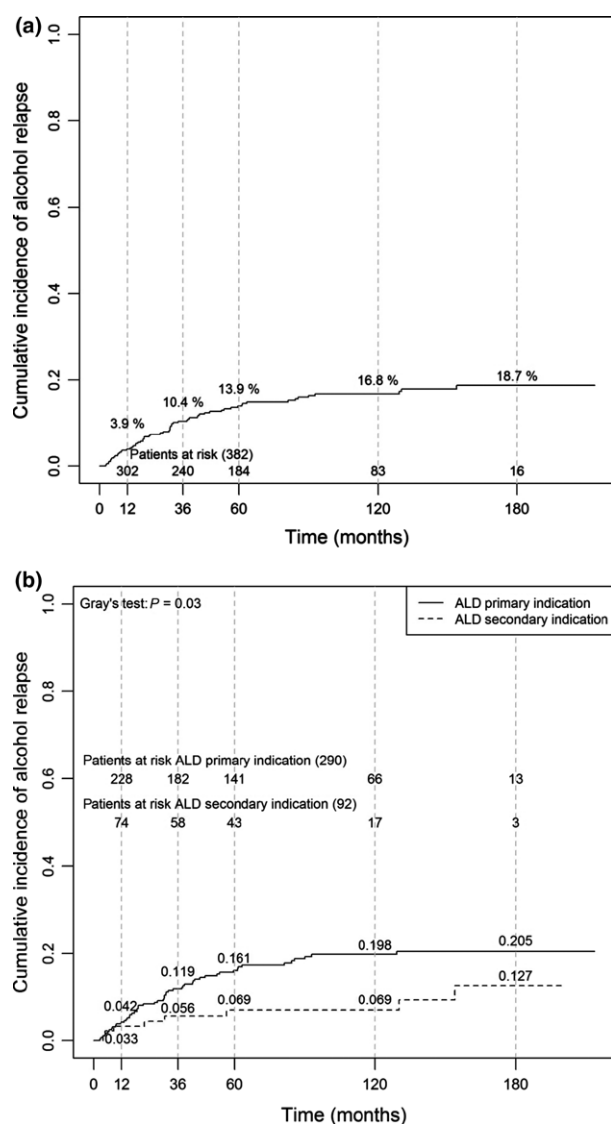 (a)
1.0
0.8
0.6
0.4
0.2
0.0
Cumulative incidence of alcohol relapse
3.9 %
10.4 %
13.9 %
16.8 %
18.7 %
Patients at risk (382)
302 240 184 83 16
0 12 36 60 120 180
Time (months)
(b)
Gray's test: P = 0.03
ALD primary indication
ALD secondary indication
1.0
0.8
0.6
0.4
0.2
0.0
Cumulative incidence of alcohol relapse
Patients at risk ALD primary indication (290)
228 182 141 66 13
Patients at risk ALD secondary indication (92)
74 58 43 17 3
0.042 0.119 0.161 0.198 0.205
0.033 0.056 0.069 0.069 0.127
0 12 36 60 120 180
Time (months)